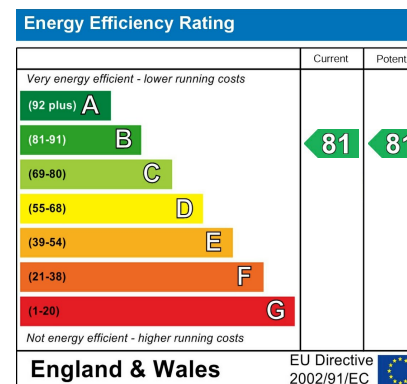 Energy Efficiency Rating
Current Potent
Very energy efficient - lower running costs
(92 plus) A
(81-91) B 81 81
(69-80) C
(55-68) D
(39-54) E
(21-38) F
(1-20) G
Not energy efficient - higher running costs
England & Wales
EU Directive
2002/91/EC